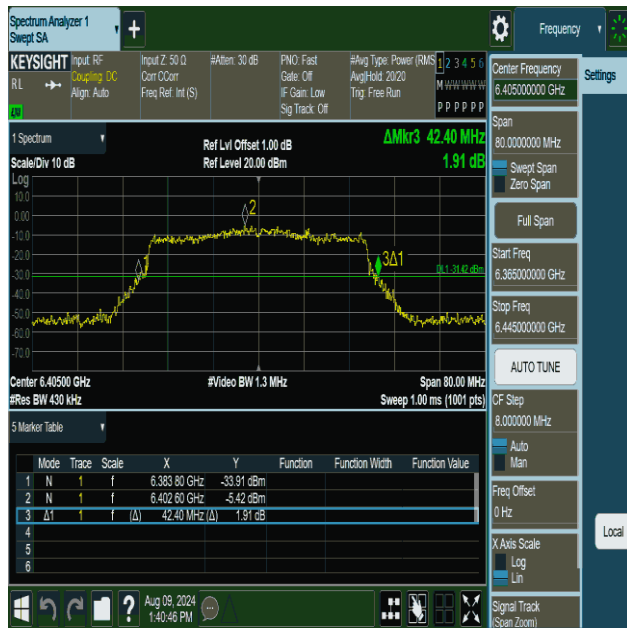 Spectrum Analyzer 1
Swept SA
+
Frequency
KEYSIGHT
RL
Input: RF
Coupling: DC
Align: Auto
Input Z: 50 Ω
Corr CCorr
Freq Ref: Int (S)
#Atten: 30 dB
PNO: Fast
Gate: Off
IF Gain: Low
Sig Track: Off
#Avg Type: Power (RMS
Avg|Hold: 20/20
Trig: Free Run
1 2 3 4 5 6
M W W W W W
P P P P P P
1 Spectrum
Scale/Div 10 dB
Ref Lvl Offset 1.00 dB
Ref Level 20.00 dBm
ΔMkr3 42.40 MHz
1.91 dB
Log
10.0
0.00
-10.0
-20.0
-30.0
-40.0
-50.0
-60.0
-70.0
2
3Δ1
DL1 -31.42 dBm
Center 6.40500 GHz
#Video BW 1.3 MHz
Span 80.00 MHz
#Res BW 430 kHz
Sweep 1.00 ms (1001 pts)
5 Marker Table
Mode Trace Scale X Y Function Function Width Function Value
1 N 1 f 6.383 80 GHz -33.91 dBm
2 N 1 f 6.402 60 GHz -5.42 dBm
3 Δ1 1 f (Δ) 42.40 MHz (Δ) 1.91 dB
4
5
6
Aug 09, 2024
1:40:46 PM
Settings
Center Frequency
6.405000000 GHz
Span
80.0000000 MHz
Swept Span
Zero Span
Full Span
Start Freq
6.365000000 GHz
Stop Freq
6.445000000 GHz
AUTO TUNE
CF Step
8.000000 MHz
Auto
Man
Freq Offset
0 Hz
X Axis Scale
Log
Lin
Signal Track
(Span Zoom)
Local